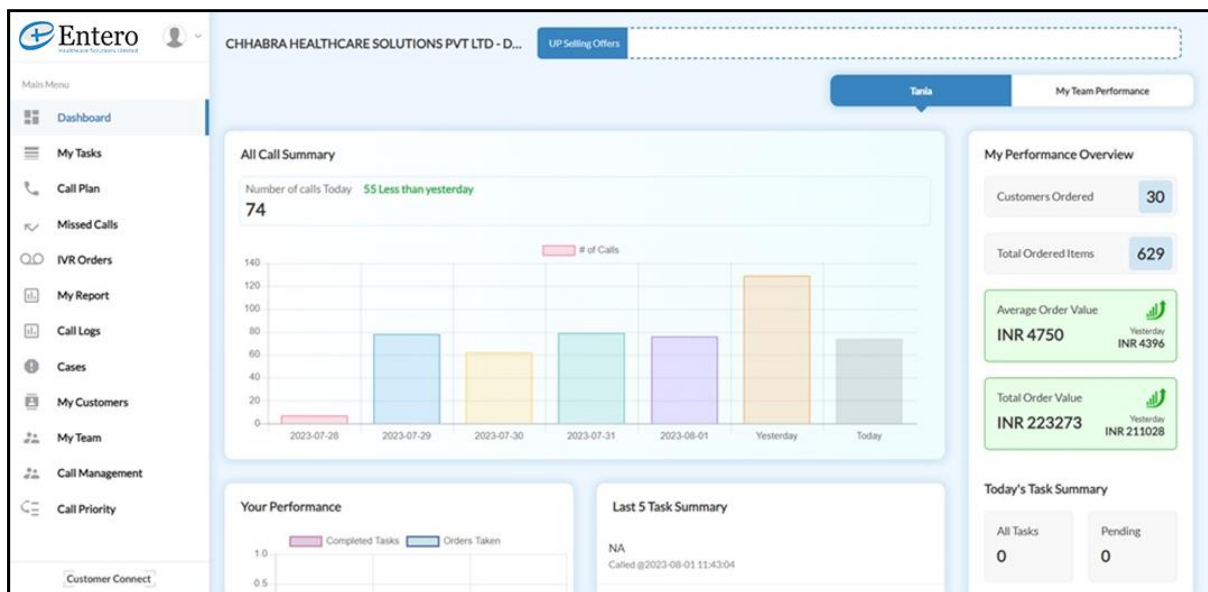 Entero
Healthcare Solutions Limited
CHHABRA HEALTHCARE SOLUTIONS PVT LTD - D...
UP Selling Offers
Main Menu
Dashboard
My Tasks
Call Plan
Missed Calls
IVR Orders
My Report
Call Logs
Cases
My Customers
My Team
Call Management
Call Priority
Customer Connect
Tania
My Team Performance
All Call Summary
Number of calls Today 55 Less than yesterday
74
# of Calls
140
120
100
80
60
40
20
0
2023-07-28 2023-07-29 2023-07-30 2023-07-31 2023-08-01 Yesterday Today
Your Performance
Completed Tasks Orders Taken
1.0
0.5
Last 5 Task Summary
NA
Called @2023-08-01 11:43:04
My Performance Overview
Customers Ordered 30
Total Ordered Items 629
Average Order Value
INR 4750
Yesterday
INR 4396
Total Order Value
INR 223273
Yesterday
INR 211028
Today's Task Summary
All Tasks
0
Pending
0